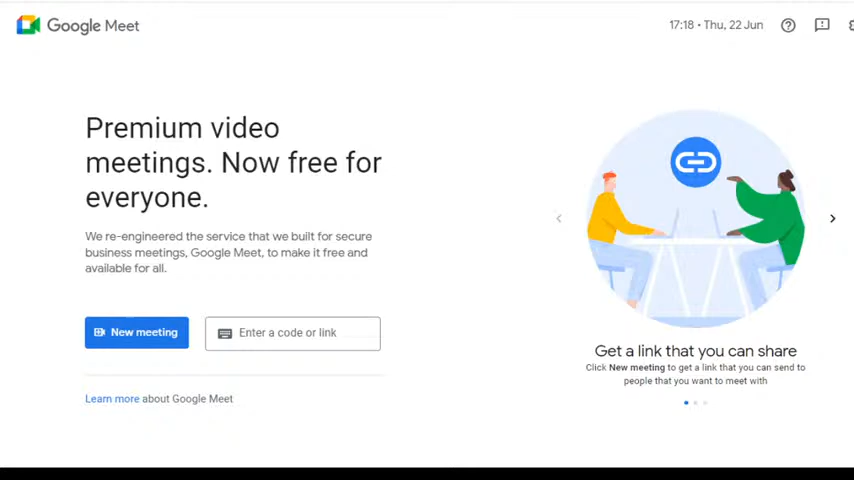 Google Meet
17:18 • Thu, 22 Jun
Premium video
meetings. Now free for
everyone.
We re-engineered the service that we built for secure
business meetings, Google Meet, to make it free and
available for all.
New meeting
Enter a code or link
Learn more about Google Meet
Get a link that you can share
Click New meeting to get a link that you can send to
people that you want to meet with